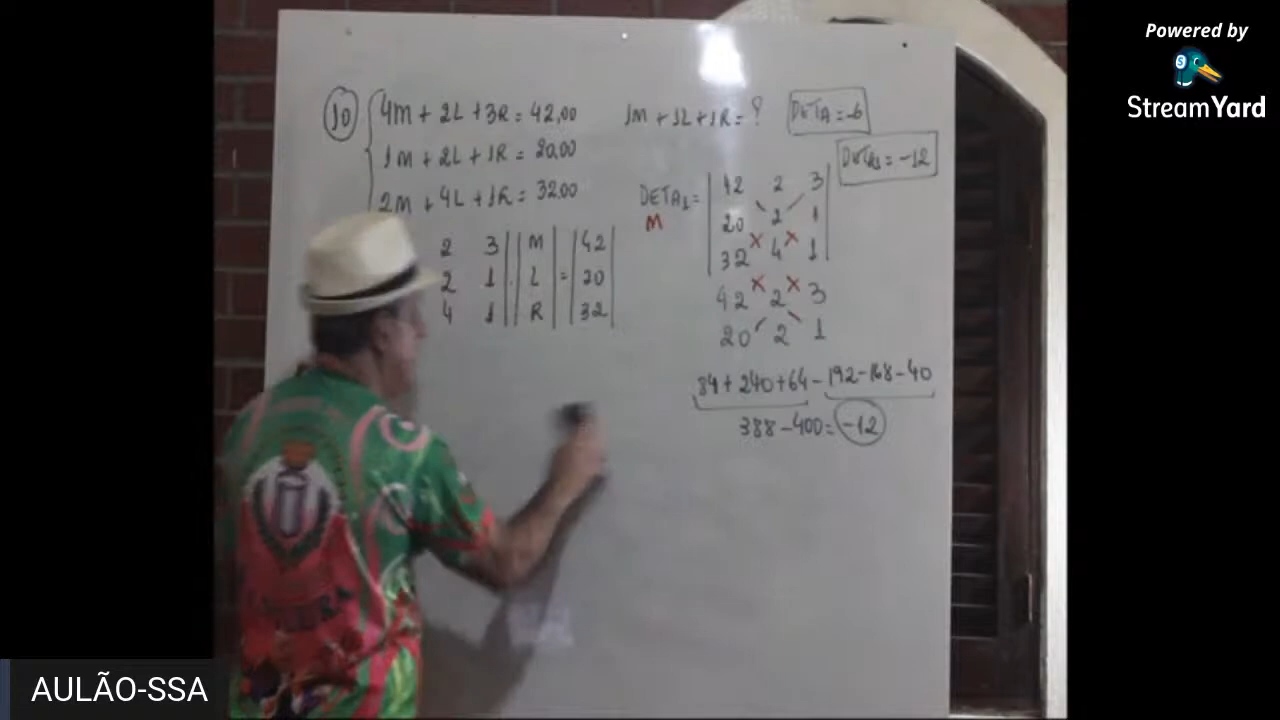 Powered by
StreamYard
10
4M + 2L + 3R = 42,00
1M + 2L + 1R = 20,00
2M + 4L + 1R = 32,00
1M + 1L + 1R = ?
DETA = -6
DETA1 = -12
DETA1 =
M
42 2 3
20 2 1
32 4 1
42 2 3
20 2 1
2 3 M 42
2 1 . L = 20
4 1 R 32
84 + 240 + 64 - 192 - 168 - 40
388 - 400 = -12
AULÃO-SSA